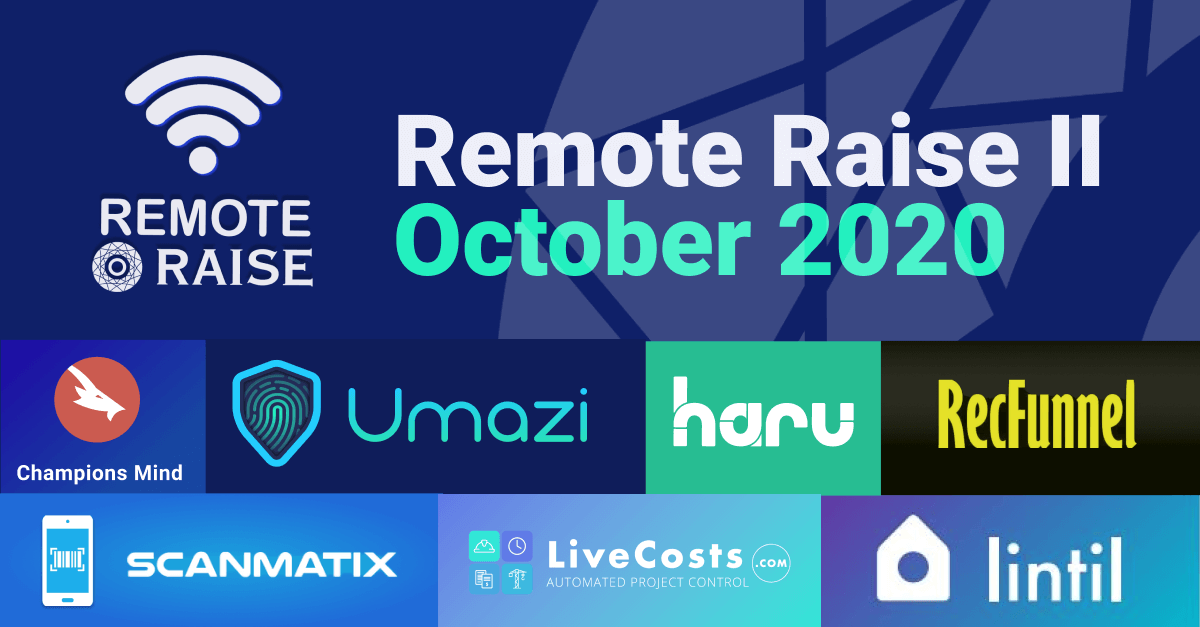 REMOTE
RAISE
Remote Raise II
October 2020
Champions Mind
Umazi
haru
RecFunnel
SCANMATIX
LiveCosts .COM
AUTOMATED PROJECT CONTROL
lintil